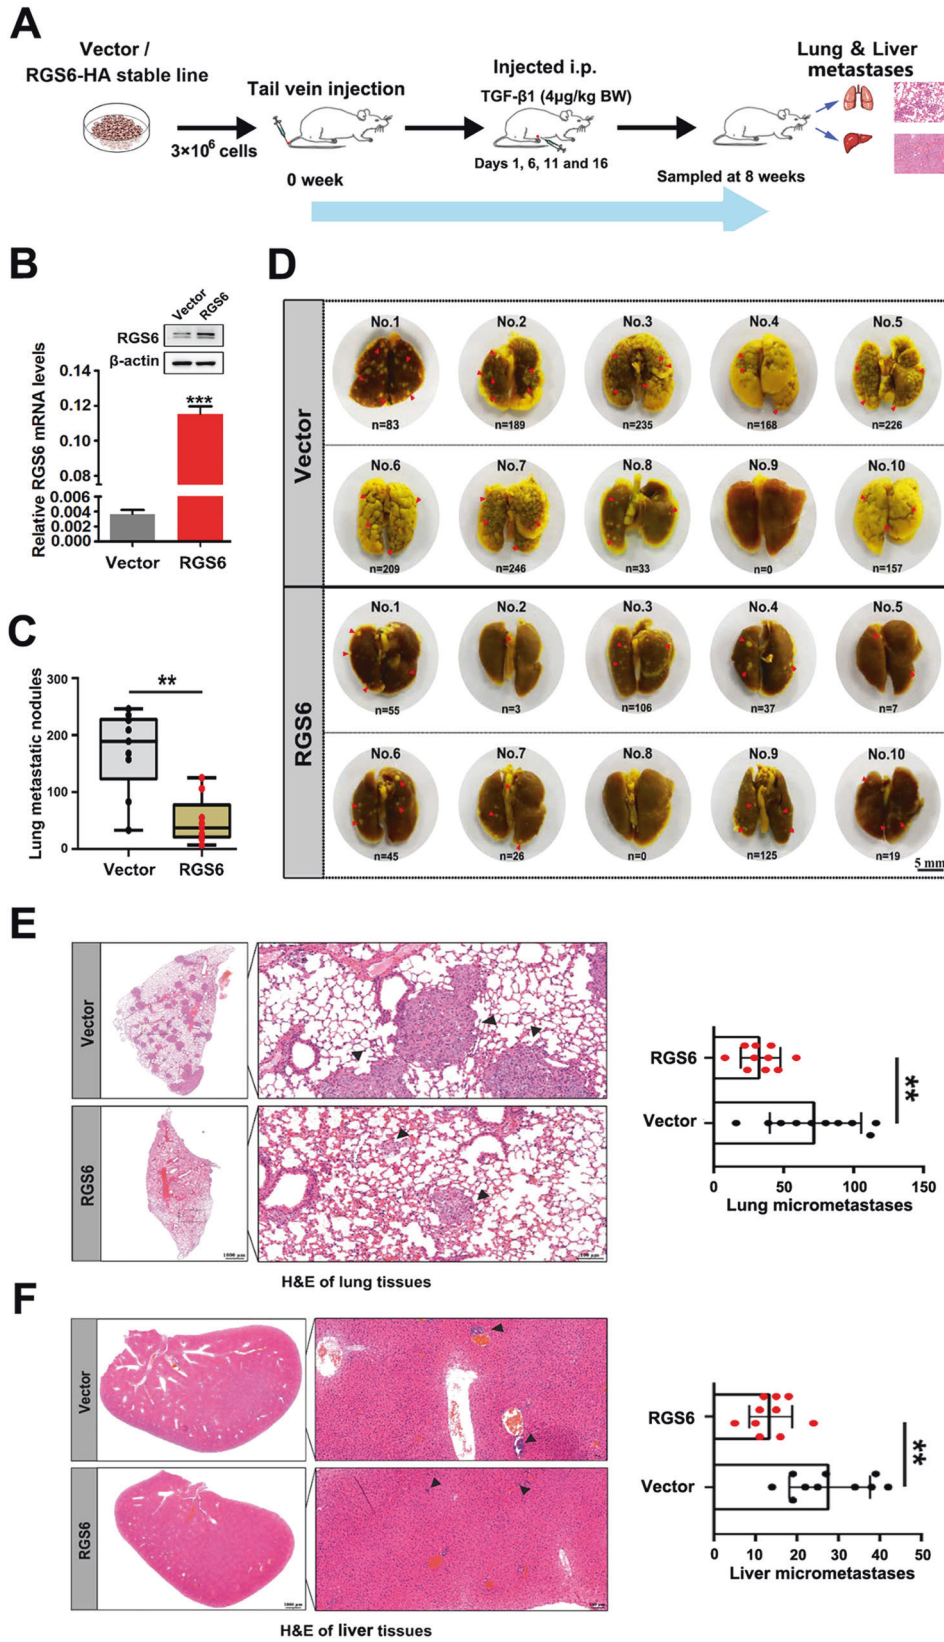 A
Vector /
RGS6-HA stable line
3×10⁶ cells
Tail vein injection
0 week
Injected i.p.
TGF-β1 (4μg/kg BW)
Days 1, 6, 11 and 16
Lung & Liver
metastases
Sampled at 8 weeks
B
Vector
RGS6
RGS6
β-actin
Relative RGS6 mRNA levels
0.14
0.12
0.10
0.08
0.006
0.004
0.002
0.000
***
Vector
RGS6
C
Lung metastatic nodules
300
200
100
0
**
Vector
RGS6
D
Vector
No.1
No.2
No.3
No.4
No.5
n=83
n=189
n=235
n=168
n=226
No.6
No.7
No.8
No.9
No.10
n=209
n=246
n=33
n=0
n=157
RGS6
No.1
No.2
No.3
No.4
No.5
n=55
n=3
n=106
n=37
n=7
No.6
No.7
No.8
No.9
No.10
n=45
n=26
n=0
n=125
n=19
5 mm
E
Vector
RGS6
1000 μm
100 μm
H&E of lung tissues
RGS6
Vector
**
0
50
100
150
Lung micrometastases
F
Vector
RGS6
H&E of liver tissues
RGS6
Vector
**
0
10
20
30
40
50
Liver micrometastases